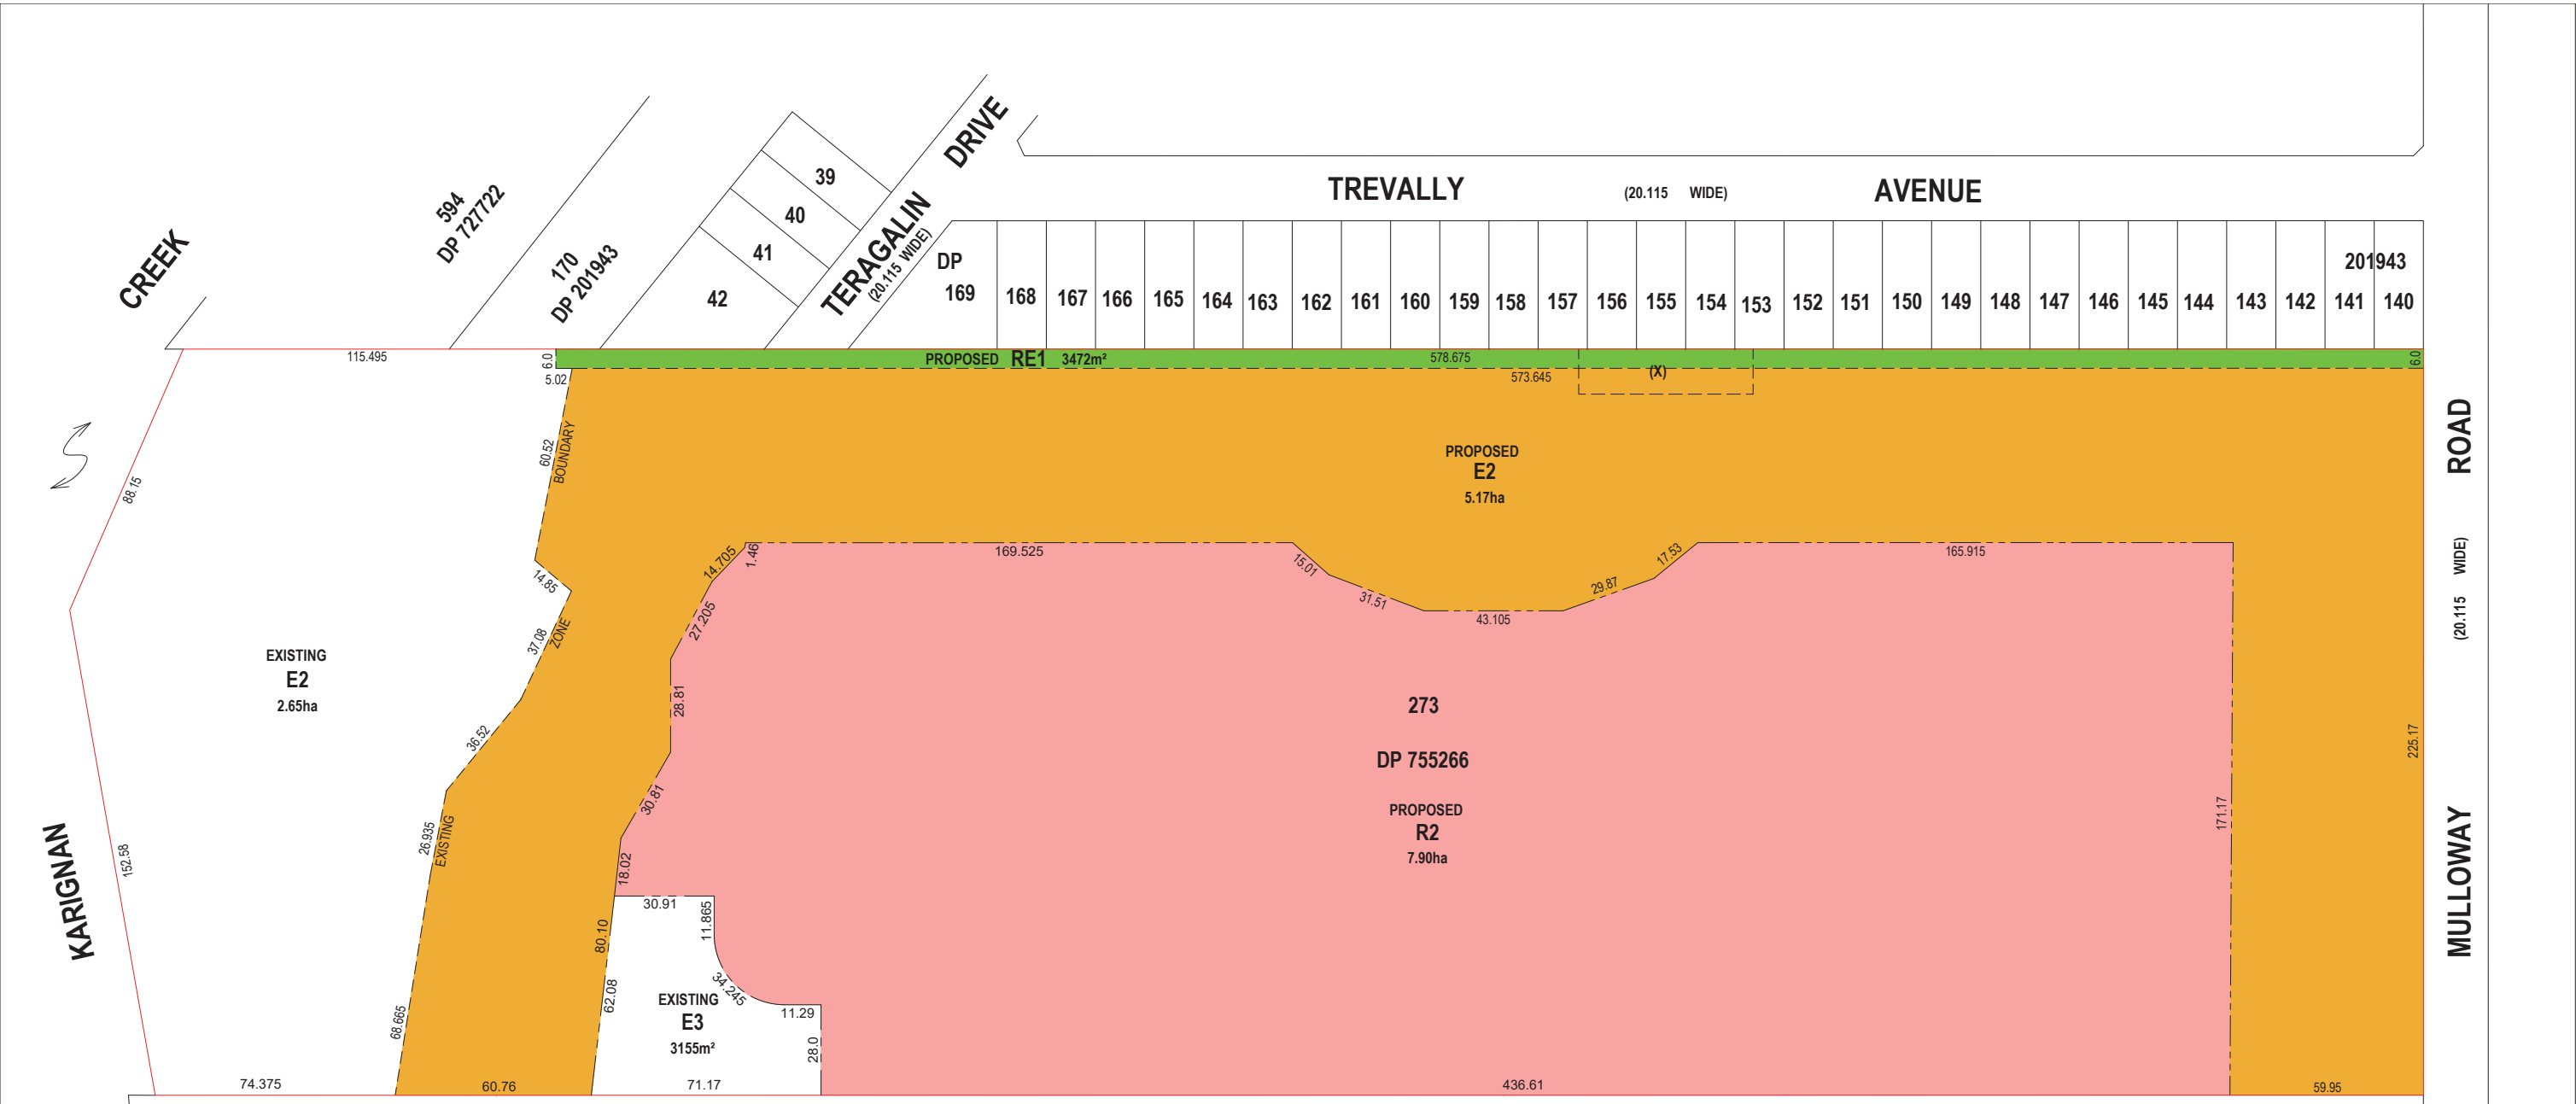 CREEK
594
DP 727722
170
DP 201943
39
40
41
42
TERAGALIN DRIVE
(20.115 WIDE)
TREVALLY (20.115 WIDE) AVENUE
DP
169
168
167
166
165
164
163
162
161
160
159
158
157
156
155
154
153
152
151
150
149
148
147
146
145
144
143
142
141
140
201943
115.495
6.0
PROPOSED RE1 3472m²
578.675
6.0
5.02
573.645
(X)
88.15
60.52
BOUNDARY
PROPOSED
E2
5.17ha
ROAD
14.705
1.46
169.525
15.01
17.53
165.915
14.85
31.51
29.87
43.105
27.205
37.08
ZONE
(20.115 WIDE)
EXISTING
E2
2.65ha
28.81
273
DP 755266
PROPOSED
R2
7.90ha
36.52
225.17
30.81
171.17
26.935
EXISTING
152.58
KARIGNAN
18.02
MULLOWAY
30.91
11.865
80.10
34.245
62.08
EXISTING
E3
3155m²
11.29
28.0
68.665
74.375
60.76
71.17
436.61
59.95